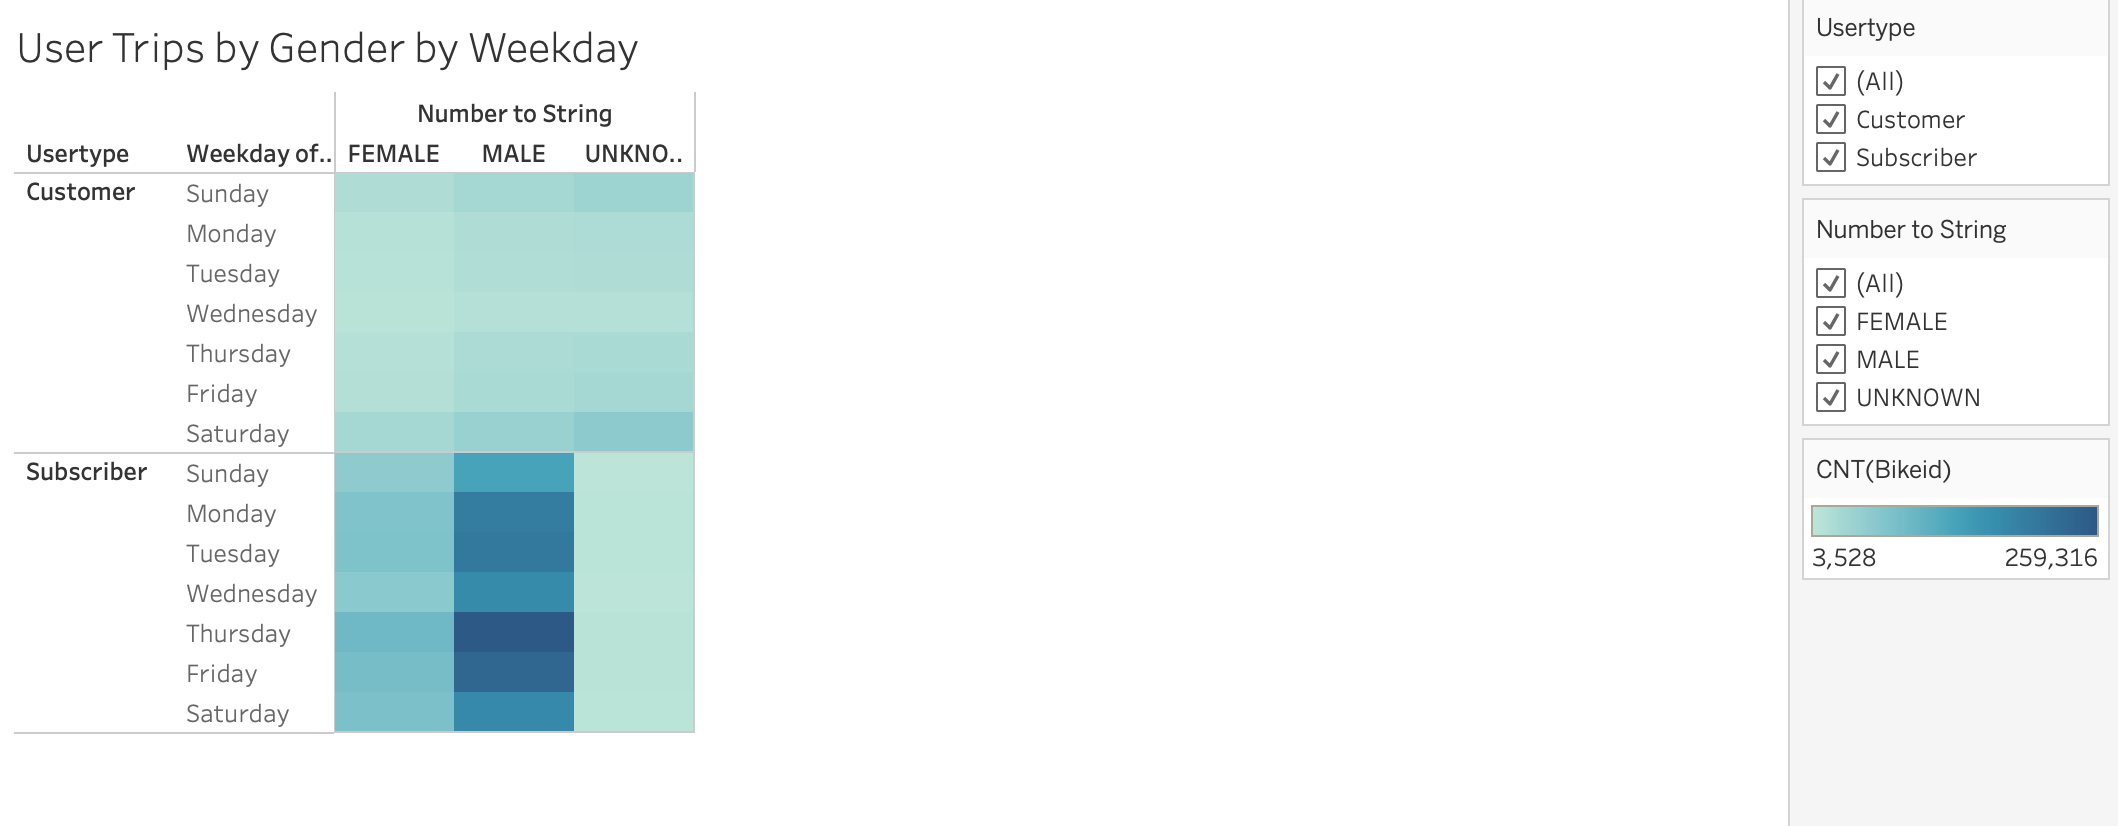 User Trips by Gender by Weekday
Number to String
Usertype Weekday of.. FEMALE MALE UNKNO..
Customer Sunday
Monday
Tuesday
Wednesday
Thursday
Friday
Saturday
Subscriber Sunday
Monday
Tuesday
Wednesday
Thursday
Friday
Saturday
Usertype
(All)
Customer
Subscriber
Number to String
(All)
FEMALE
MALE
UNKNOWN
CNT(Bikeid)
3,528 259,316